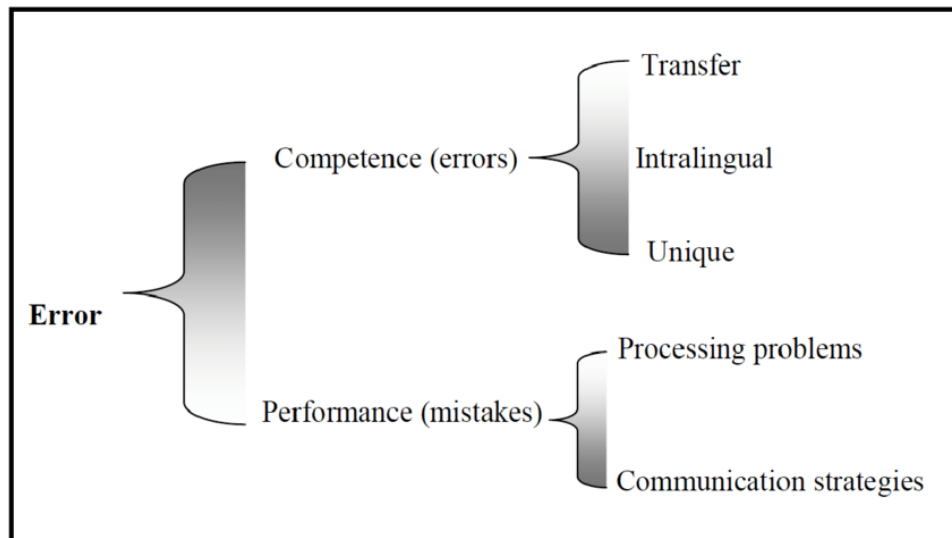 Transfer
Competence (errors)
Intralingual
Unique
Error
Processing problems
Performance (mistakes)
Communication strategies